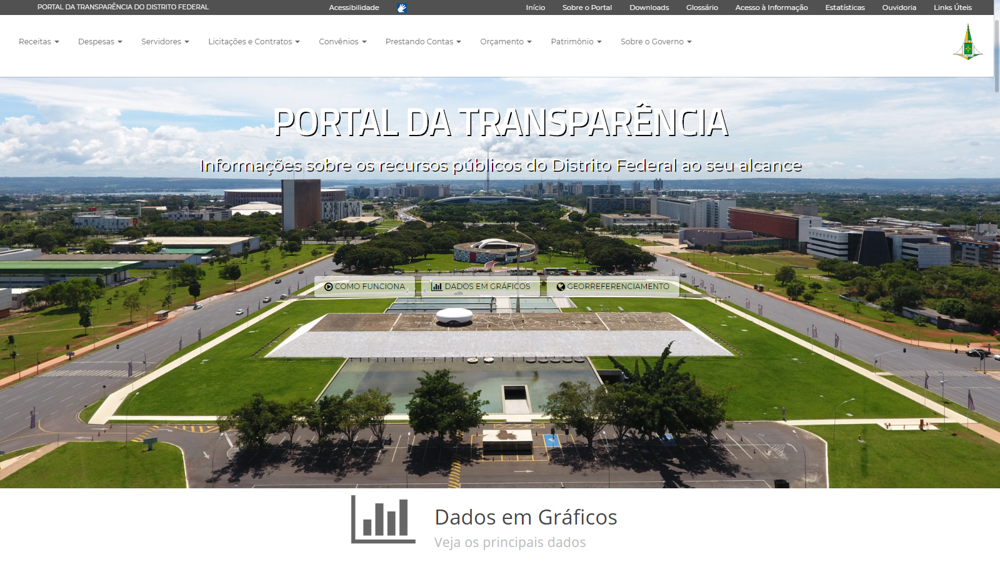 PORTAL DA TRANSPARÊNCIA DO DISTRITO FEDERAL
Acessibilidade
Início Sobre o Portal Downloads Glossário Acesso à Informação Estatísticas Ouvidoria Links Úteis
Receitas Despesas Servidores Licitações e Contratos Convênios Prestando Contas Orçamento Patrimônio Sobre o Governo
PORTAL DA TRANSPARÊNCIA
Informações sobre os recursos públicos do Distrito Federal ao seu alcance
COMO FUNCIONA DADOS EM GRÁFICOS GEORREFERENCIAMENTO
Dados em Gráficos
Veja os principais dados